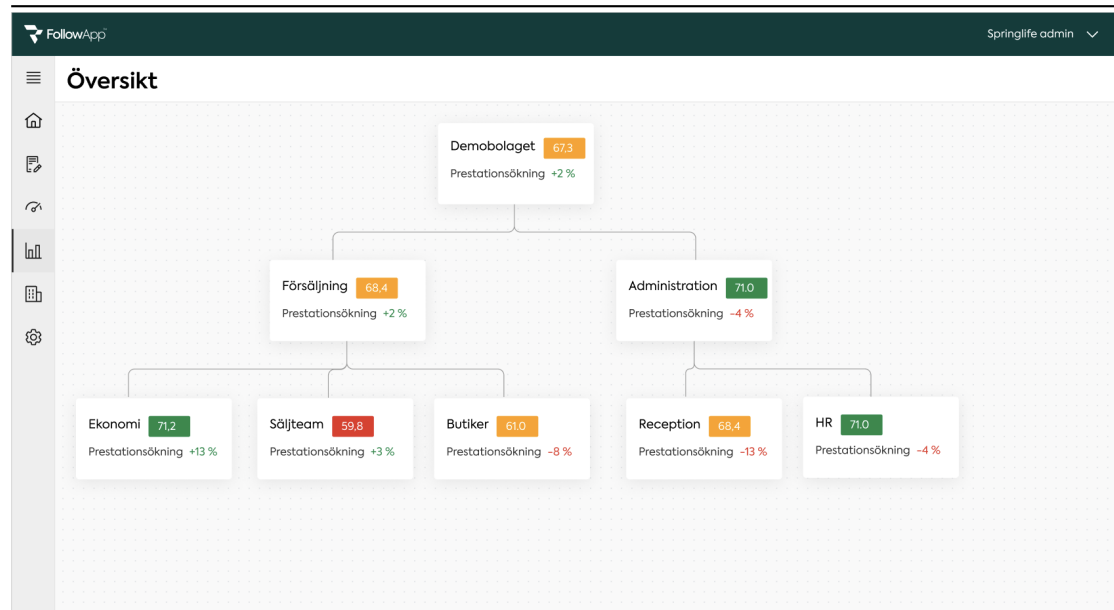 FollowApp
Springlife admin
Översikt
Demobolaget 67,3
Prestationsökning +2 %
Försäljning 68,4
Prestationsökning +2 %
Administration 71.0
Prestationsökning -4 %
Ekonomi 71,2
Prestationsökning +13 %
Säljteam 59,8
Prestationsökning +3 %
Butiker 61.0
Prestationsökning -8 %
Reception 68,4
Prestationsökning -13 %
HR 71.0
Prestationsökning -4 %